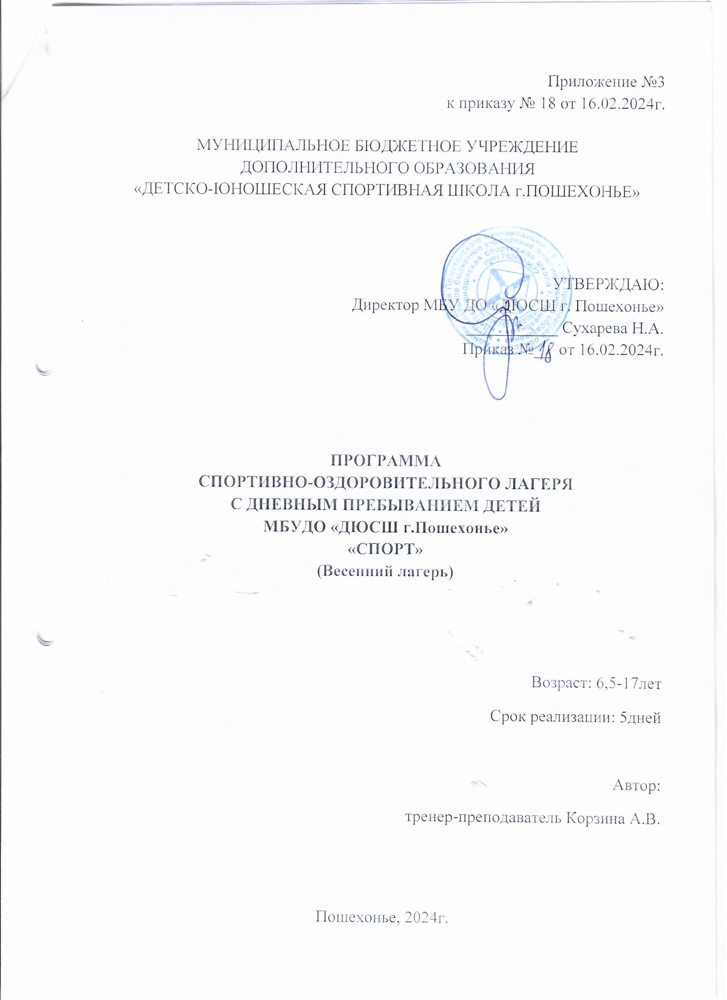 Приложение №3
к приказу № 18 от 16.02.2024г.
МУНИЦИПАЛЬНОЕ БЮДЖЕТНОЕ УЧРЕЖДЕНИЕ
ДОПОЛНИТЕЛЬНОГО ОБРАЗОВАНИЯ
«ДЕТСКО-ЮНОШЕСКАЯ СПОРТИВНАЯ ШКОЛА г.ПОШЕХОНЬЕ»
УТВЕРЖДАЮ:
Директор МБУ ДО «ДЮСШ г. Пошехонье»
Сухарева Н.А.
Приказ № 18 от 16.02.2024г.
ПРОГРАММА
СПОРТИВНО-ОЗДОРОВИТЕЛЬНОГО ЛАГЕРЯ
С ДНЕВНЫМ ПРЕБЫВАНИЕМ ДЕТЕЙ
МБУДО «ДЮСШ г.Пошехонье»
«СПОРТ»
(Весенний лагерь)
Возраст: 6,5-17лет
Срок реализации: 5дней
Автор:
тренер-преподаватель Корзина А.В.
Пошехонье, 2024г.